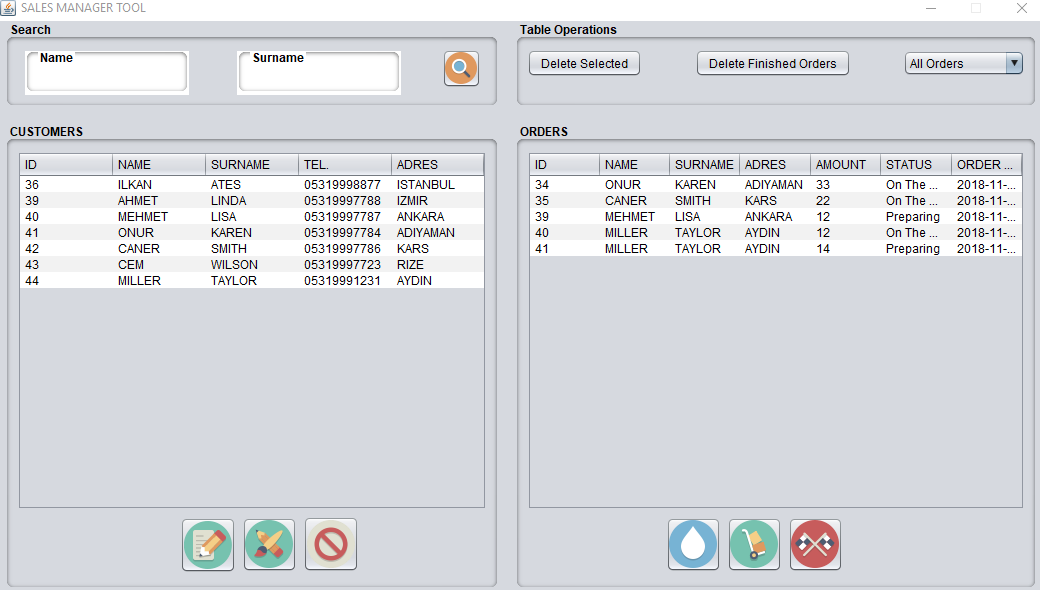 SALES MANAGER TOOL
Search
Name Surname
Table Operations
Delete Selected Delete Finished Orders All Orders
CUSTOMERS
ID NAME SURNAME TEL. ADRES
36 ILKAN ATES 05319998877 ISTANBUL
39 AHMET LINDA 05319997788 IZMIR
40 MEHMET LISA 05319997787 ANKARA
41 ONUR KAREN 05319997784 ADIYAMAN
42 CANER SMITH 05319997786 KARS
43 CEM WILSON 05319997723 RIZE
44 MILLER TAYLOR 05319991231 AYDIN
ORDERS
ID NAME SURNAME ADRES AMOUNT STATUS ORDER ...
34 ONUR KAREN ADIYAMAN 33 On The ... 2018-11-...
35 CANER SMITH KARS 22 On The ... 2018-11-...
39 MEHMET LISA ANKARA 12 Preparing 2018-11-...
40 MILLER TAYLOR AYDIN 12 On The ... 2018-11-...
41 MILLER TAYLOR AYDIN 14 Preparing 2018-11-...